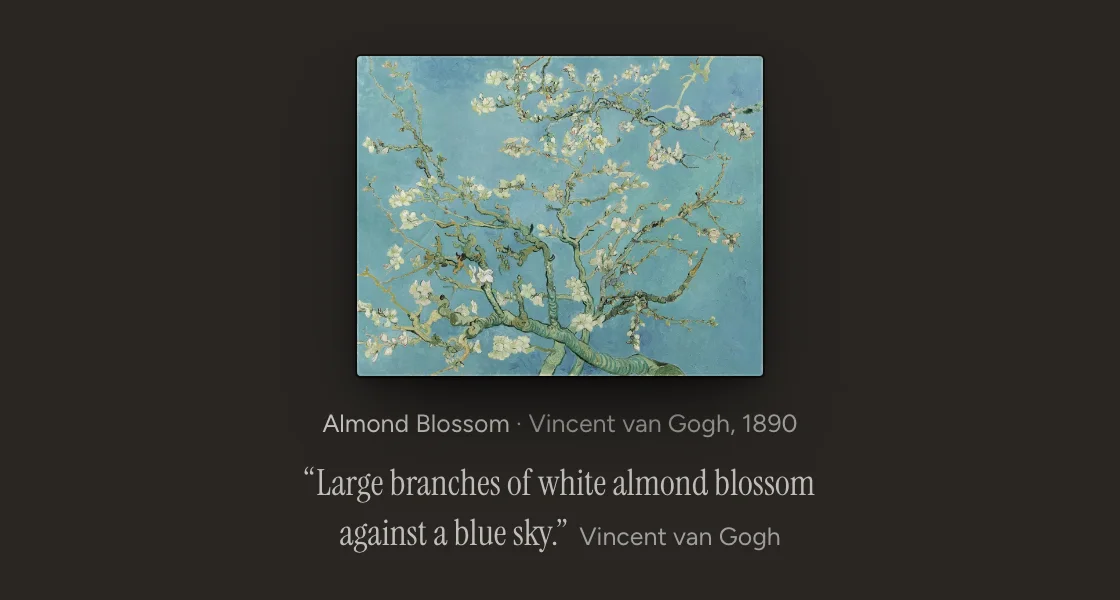 Almond Blossom · Vincent van Gogh, 1890
“Large branches of white almond blossom
against a blue sky.” Vincent van Gogh